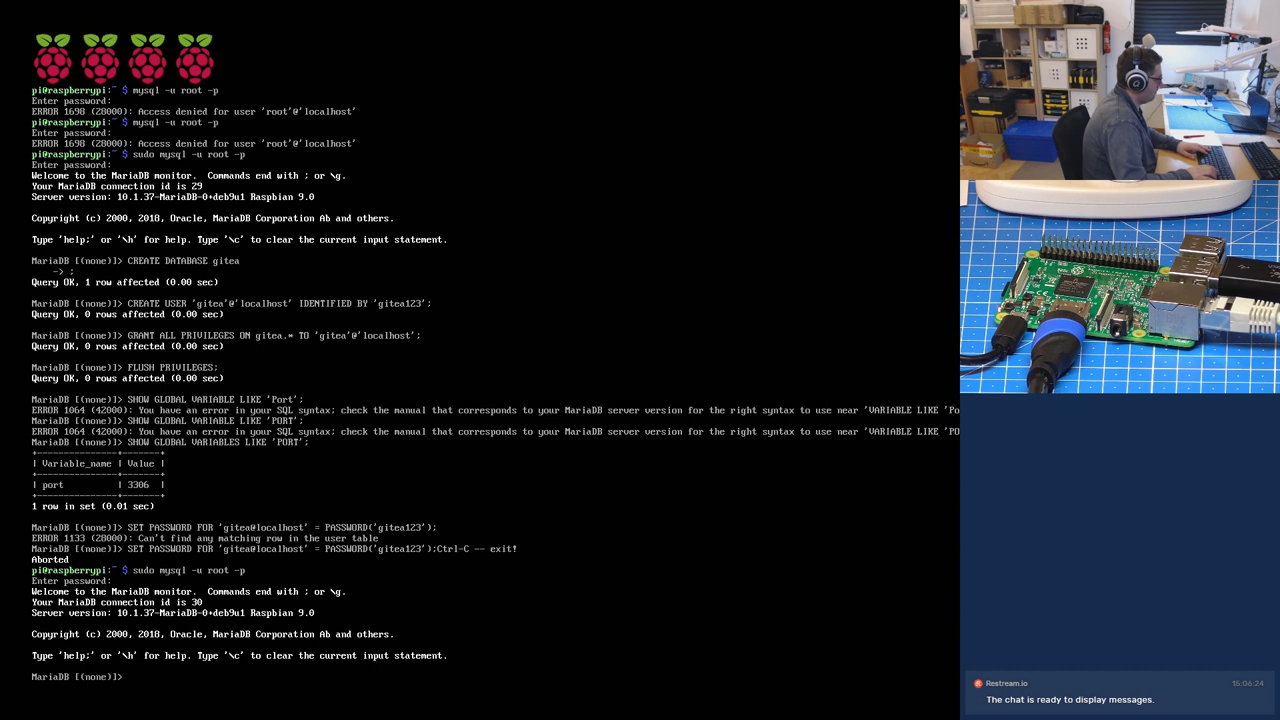 pi@raspberrypi:~ $ mysql -u root -p
Enter password:
ERROR 1698 (28000): Access denied for user 'root'@'localhost'
pi@raspberrypi:~ $ mysql -u root -p
Enter password:
ERROR 1698 (28000): Access denied for user 'root'@'localhost'
pi@raspberrypi:~ $ sudo mysql -u root -p
Enter password:
Welcome to the MariaDB monitor.  Commands end with ; or \g.
Your MariaDB connection id is 29
Server version: 10.1.37-MariaDB-0+deb9u1 Raspbian 9.0
Copyright (c) 2000, 2018, Oracle, MariaDB Corporation Ab and others.
Type 'help;' or '\h' for help. Type '\c' to clear the current input statement.
MariaDB [(none)]> CREATE DATABASE gitea
    -> ;
Query OK, 1 row affected (0.00 sec)
MariaDB [(none)]> CREATE USER 'gitea'@'localhost' IDENTIFIED BY 'gitea123';
Query OK, 0 rows affected (0.00 sec)
MariaDB [(none)]> GRANT ALL PRIVILEGES ON gitea.* TO 'gitea'@'localhost';
Query OK, 0 rows affected (0.00 sec)
MariaDB [(none)]> FLUSH PRIVILEGES;
Query OK, 0 rows affected (0.00 sec)
MariaDB [(none)]> SHOW GLOBAL VARIABLE LIKE 'Port';
ERROR 1064 (42000): You have an error in your SQL syntax; check the manual that corresponds to your MariaDB server version for the right syntax to use near 'VARIABLE LIKE 'Po
MariaDB [(none)]> SHOW GLOBAL VARIABLE LIKE 'PORT';
ERROR 1064 (42000): You have an error in your SQL syntax; check the manual that corresponds to your MariaDB server version for the right syntax to use near 'VARIABLE LIKE 'PO
MariaDB [(none)]> SHOW GLOBAL VARIABLES LIKE 'PORT';
+---------------+-------+
| Variable_name | Value |
+---------------+-------+
| port          | 3306  |
+---------------+-------+
1 row in set (0.01 sec)
MariaDB [(none)]> SET PASSWORD FOR 'gitea@localhost' = PASSWORD('gitea123');
ERROR 1133 (28000): Can't find any matching row in the user table
MariaDB [(none)]> SET PASSWORD FOR 'gitea@localhost' = PASSWORD('gitea123');Ctrl-C -- exit!
Aborted
pi@raspberrypi:~ $ sudo mysql -u root -p
Enter password:
Welcome to the MariaDB monitor.  Commands end with ; or \g.
Your MariaDB connection id is 30
Server version: 10.1.37-MariaDB-0+deb9u1 Raspbian 9.0
Copyright (c) 2000, 2018, Oracle, MariaDB Corporation Ab and others.
Type 'help;' or '\h' for help. Type '\c' to clear the current input statement.
MariaDB [(none)]>
Restream.io 15:06:24
The chat is ready to display messages.